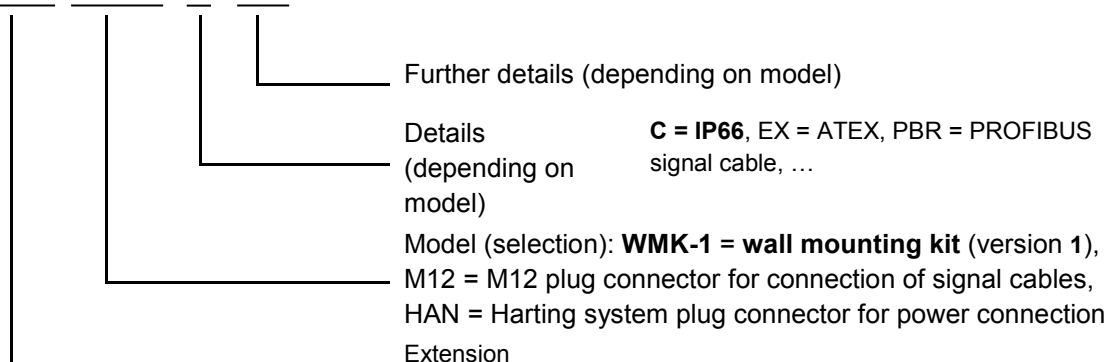 Further details (depending on model)
Details
(depending on
model)
C = IP66, EX = ATEX, PBR = PROFIBUS
signal cable, …
Model (selection): WMK-1 = wall mounting kit (version 1),
M12 = M12 plug connector for connection of signal cables,
HAN = Harting system plug connector for power connection
Extension